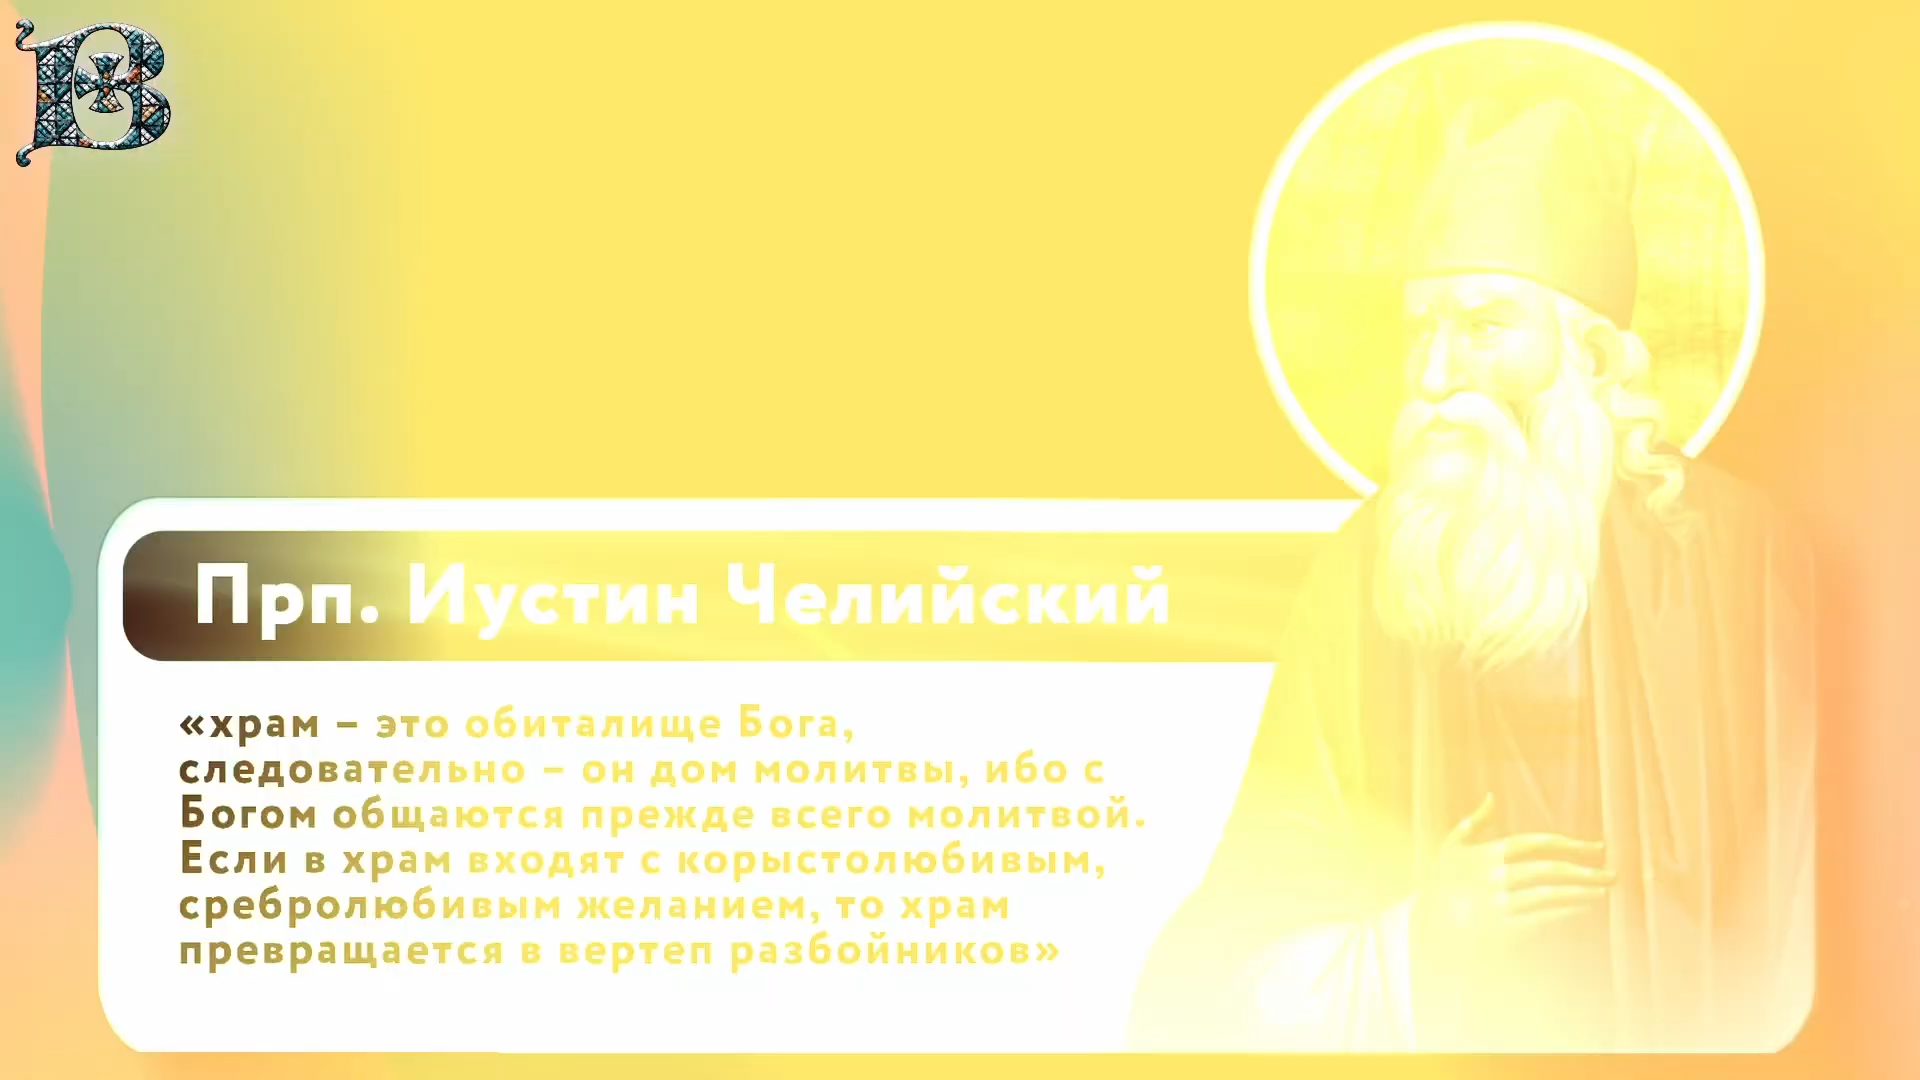 В
Прп. Иустин Челийский
«храм – это обиталище Бога,
следовательно – он дом молитвы, ибо с
Богом общаются прежде всего молитвой.
Если в храм входят с корыстолюбивым,
сребролюбивым желанием, то храм
превращается в вертеп разбойников»